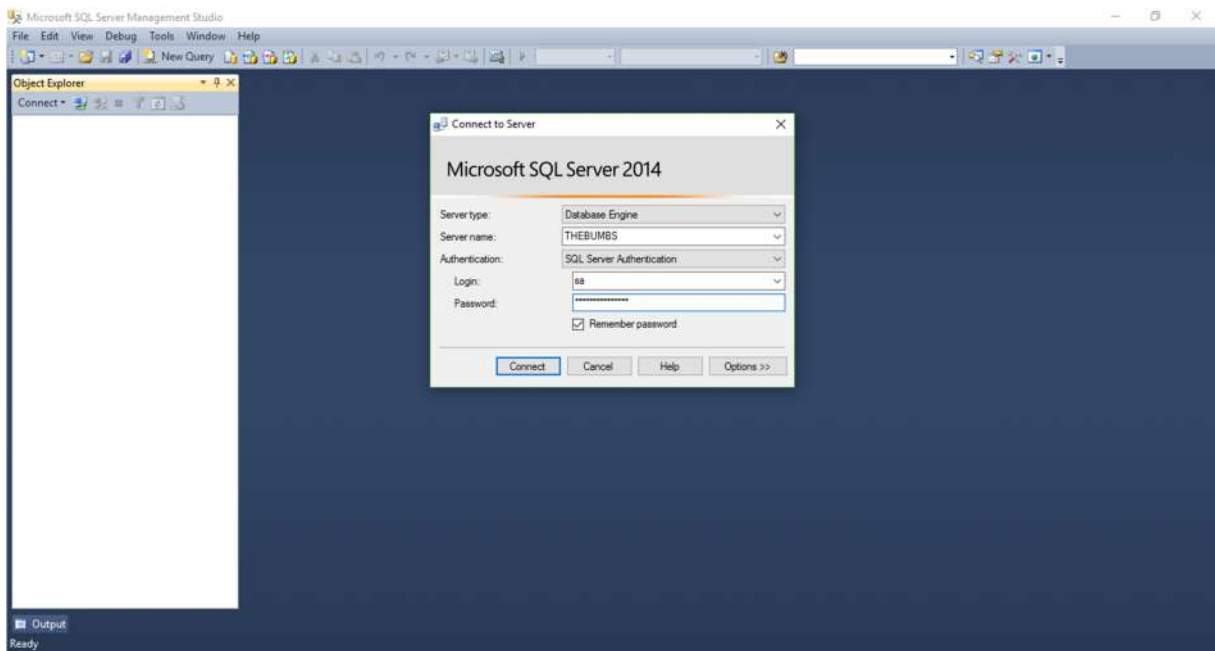 Microsoft SQL Server Management Studio
File Edit View Debug Tools Window Help
New Query
Object Explorer
Connect
Connect to Server
Microsoft SQL Server 2014
Server type: Database Engine
Server name: THEBUMBS
Authentication: SQL Server Authentication
Login: sa
Password: ***************
Remember password
Connect Cancel Help Options >>
Output
Ready